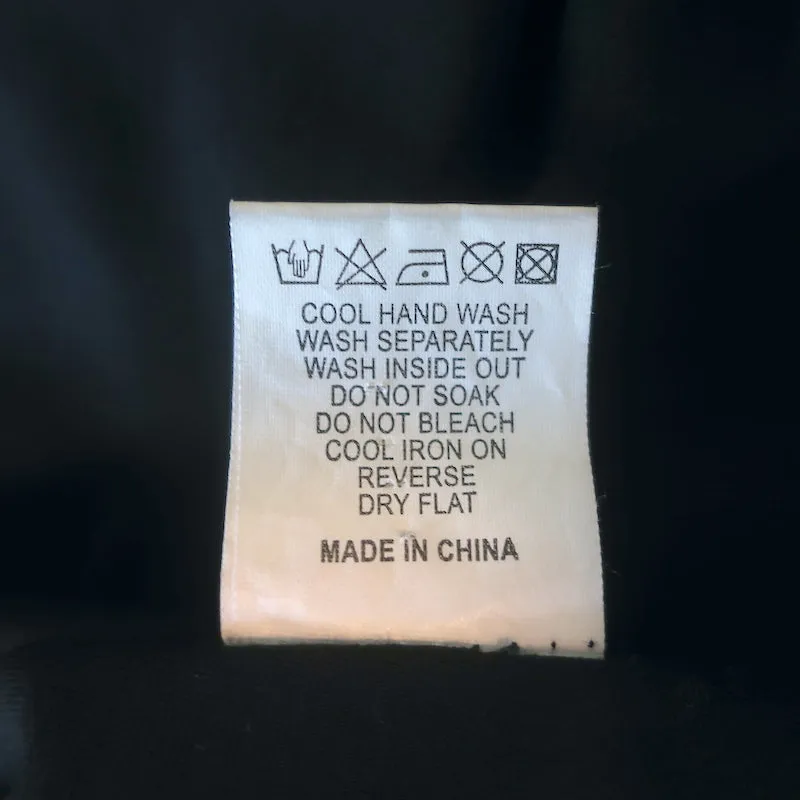 COOL HAND WASH
WASH SEPARATELY
WASH INSIDE OUT
DO NOT SOAK
DO NOT BLEACH
COOL IRON ON
REVERSE
DRY FLAT
MADE IN CHINA